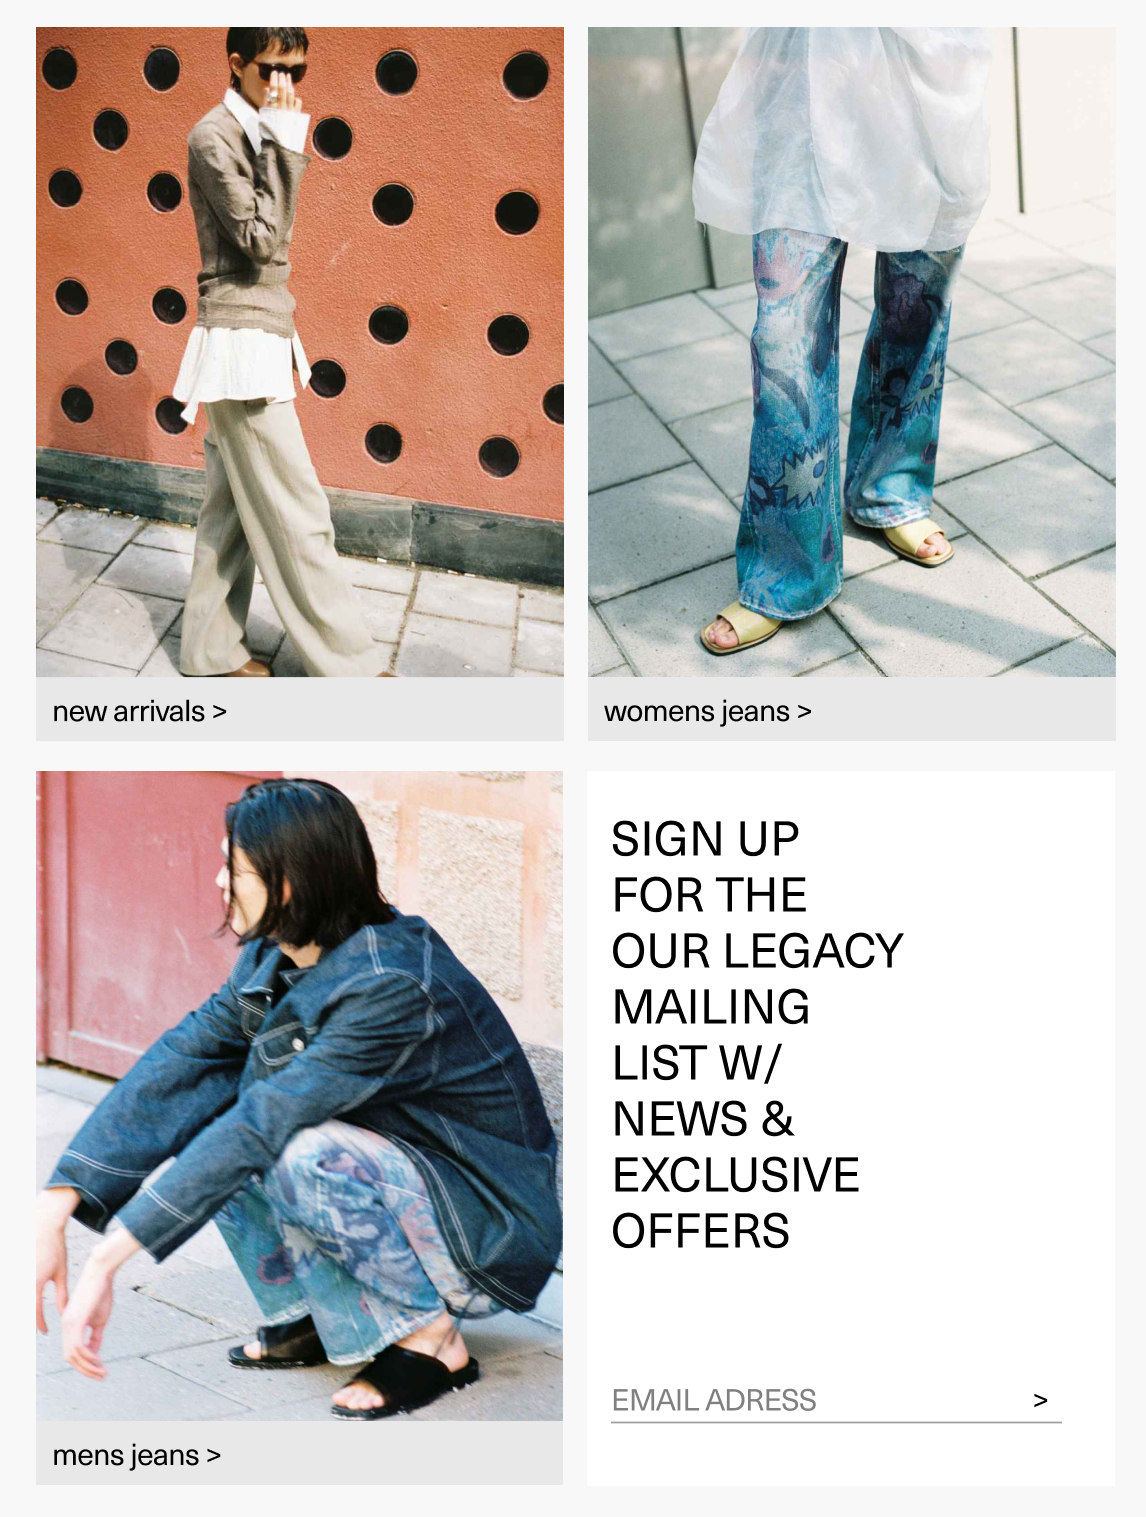 new arrivals >
womens jeans >
mens jeans >
SIGN UP
FOR THE
OUR LEGACY
MAILING
LIST W/
NEWS &
EXCLUSIVE
OFFERS
EMAIL ADRESS >